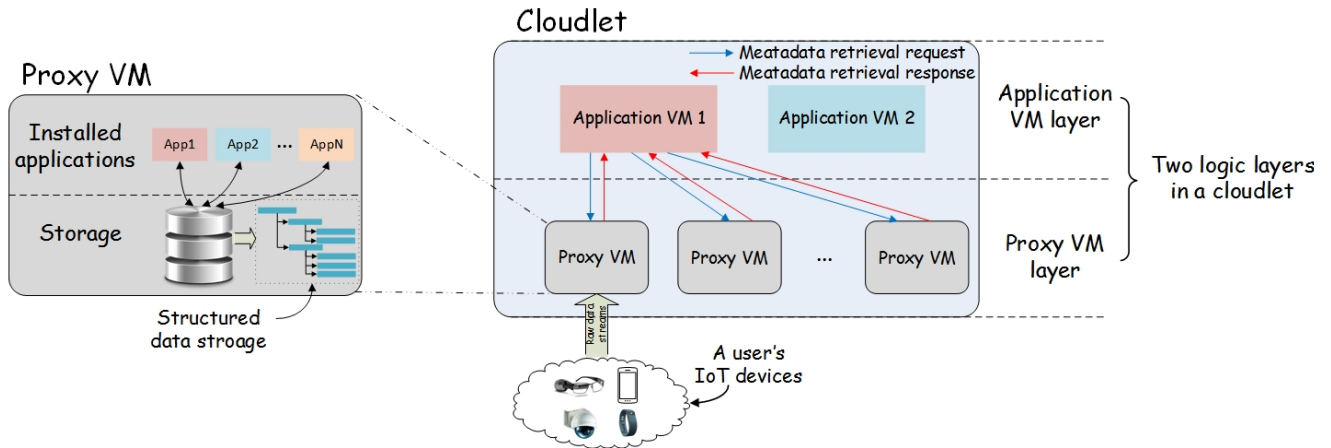 Proxy VM
Installed
applications
App1
App2
...
AppN
Storage
Structured
data stroage
Cloudlet
Meatadata retrieval request
Meatadata retrieval response
Application VM 1
Application VM 2
Proxy VM
Proxy VM
...
Proxy VM
Raw data
streams
A user's
IoT devices
Application
VM layer
Proxy VM
layer
Two logic layers
in a cloudlet